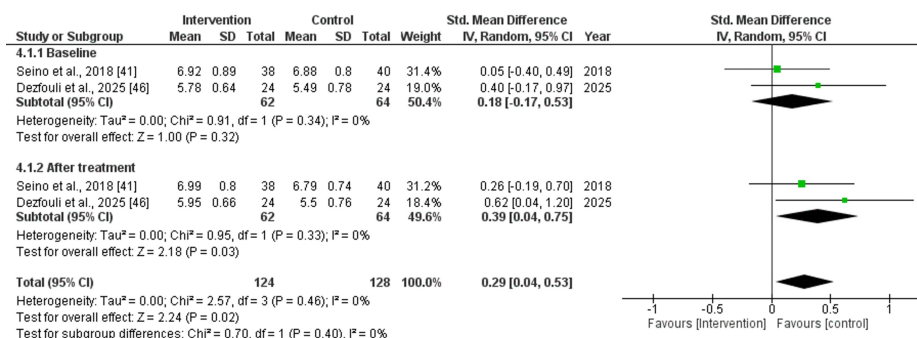 Intervention Control Std. Mean Difference Std. Mean Difference
Study or Subgroup Mean SD Total Mean SD Total Weight IV, Random, 95% CI Year IV, Random, 95% CI
4.1.1 Baseline
Seino et al., 2018 [41] 6.92 0.89 38 6.88 0.8 40 31.4% 0.05 [-0.40, 0.49] 2018
Dezfouli et al., 2025 [46] 5.78 0.64 24 5.49 0.78 24 19.0% 0.40 [-0.17, 0.97] 2025
Subtotal (95% CI) 62 64 50.4% 0.18 [-0.17, 0.53]
Heterogeneity: Tau² = 0.00; Chi² = 0.91, df = 1 (P = 0.34); I² = 0%
Test for overall effect: Z = 1.00 (P = 0.32)
4.1.2 After treatment
Seino et al., 2018 [41] 6.99 0.8 38 6.79 0.74 40 31.2% 0.26 [-0.19, 0.70] 2018
Dezfouli et al., 2025 [46] 5.95 0.66 24 5.5 0.76 24 18.4% 0.62 [0.04, 1.20] 2025
Subtotal (95% CI) 62 64 49.6% 0.39 [0.04, 0.75]
Heterogeneity: Tau² = 0.00; Chi² = 0.95, df = 1 (P = 0.33); I² = 0%
Test for overall effect: Z = 2.18 (P = 0.03)
Total (95% CI) 124 128 100.0% 0.29 [0.04, 0.53]
Heterogeneity: Tau² = 0.00; Chi² = 2.57, df = 3 (P = 0.46); I² = 0%
Test for overall effect: Z = 2.24 (P = 0.02)
Test for subgroup differences: Chi² = 0.70, df = 1 (P = 0.40), I² = 0%
-1 -0.5 0 0.5 1
Favours [Intervention] Favours [control]